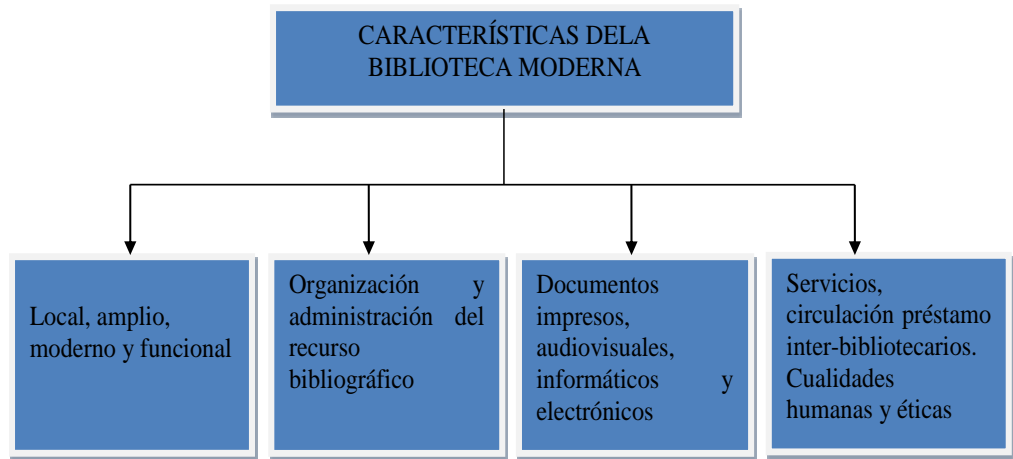 CARACTERÍSTICAS DELA
BIBLIOTECA MODERNA
Local, amplio,
moderno y funcional
Organización y
administración del
recurso
bibliográfico
Documentos
impresos,
audiovisuales,
informáticos y
electrónicos
Servicios,
circulación préstamo
inter-bibliotecarios.
Cualidades
humanas y éticas